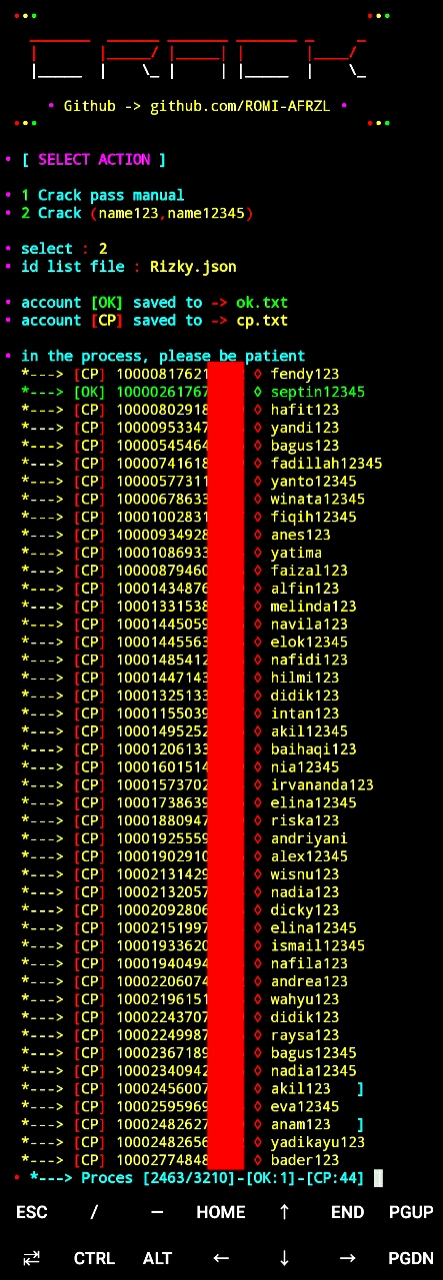 CRACK
• Github -> github.com/ROMI-AFRZL •
• [ SELECT ACTION ]
• 1 Crack pass manual
• 2 Crack (name123,name12345)
• select : 2
• id list file : Rizky.json
• account [OK] saved to -> ok.txt
• account [CP] saved to -> cp.txt
• in the process, please be patient
*---> [CP] 10000817621 ◊ fendy123
*---> [OK] 10000261767 ◊ septin12345
*---> [CP] 10000802918 ◊ hafit123
*---> [CP] 10000953347 ◊ yandi123
*---> [CP] 10000545464 ◊ bagus123
*---> [CP] 10000741618 ◊ fadillah12345
*---> [CP] 10000577311 ◊ yanto12345
*---> [CP] 10000678633 ◊ winata12345
*---> [CP] 10001002831 ◊ fiqih12345
*---> [CP] 10000934928 ◊ anes123
*---> [CP] 10001086933 ◊ yatima
*---> [CP] 10000879460 ◊ faizal123
*---> [CP] 10001434876 ◊ alfin123
*---> [CP] 10001331538 ◊ melinda123
*---> [CP] 10001445059 ◊ navila123
*---> [CP] 10001445563 ◊ elok12345
*---> [CP] 10001485412 ◊ nafidi123
*---> [CP] 10001447143 ◊ hilmi123
*---> [CP] 10001325133 ◊ didik123
*---> [CP] 10001155039 ◊ intan123
*---> [CP] 10001495252 ◊ akil12345
*---> [CP] 10001206133 ◊ baihaqi123
*---> [CP] 10001601514 ◊ nia12345
*---> [CP] 10001573702 ◊ irvananda123
*---> [CP] 10001738639 ◊ elina12345
*---> [CP] 10001880947 ◊ riska123
*---> [CP] 10001925559 ◊ andriyani
*---> [CP] 10001902910 ◊ alex12345
*---> [CP] 10002131429 ◊ wisnu123
*---> [CP] 10002132057 ◊ nadia123
*---> [CP] 10002092806 ◊ dicky123
*---> [CP] 10002151997 ◊ elina12345
*---> [CP] 10001933620 ◊ ismail12345
*---> [CP] 10001940494 ◊ nafila123
*---> [CP] 10002206074 ◊ andrea123
*---> [CP] 10002196151 ◊ wahyu123
*---> [CP] 10002243707 ◊ didik123
*---> [CP] 10002249987 ◊ raysa123
*---> [CP] 10002367189 ◊ bagus12345
*---> [CP] 10002340942 ◊ nadia12345
*---> [CP] 10002456007 ◊ akil123 ]
*---> [CP] 10002595969 ◊ eva12345
*---> [CP] 10002482627 ◊ anam123 ]
*---> [CP] 10002482656 ◊ yadikayu123
*---> [CP] 10002774848 ◊ bader123
• *---> Proces [2463/3210]-[OK:1]-[CP:44]
ESC / — HOME ↑ END PGUP
⇄ CTRL ALT ← ↓ → PGDN